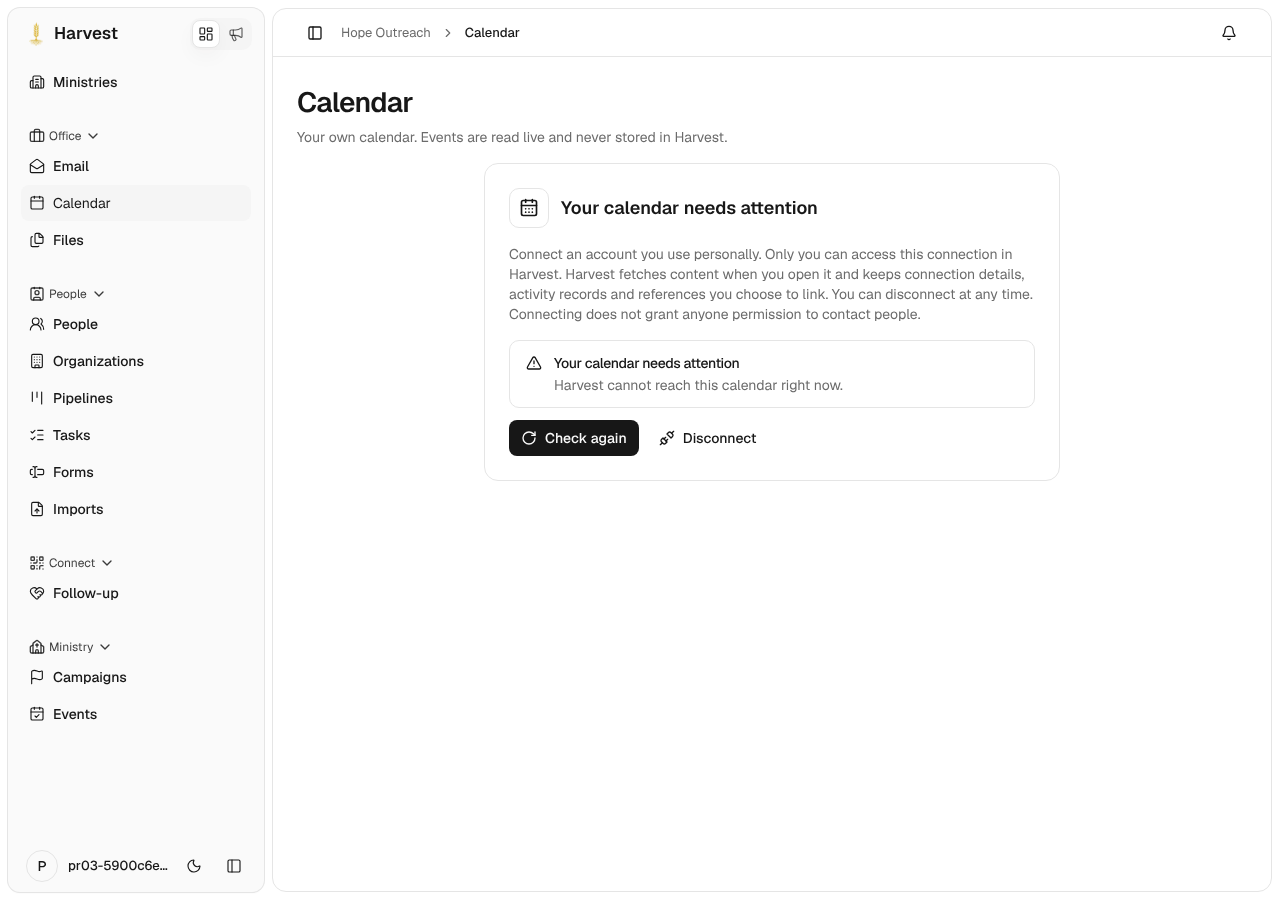 Harvest
Ministries
Office
Email
Calendar
Files
People
People
Organizations
Pipelines
Tasks
Forms
Imports
Connect
Follow-up
Ministry
Campaigns
Events
P
pr03-5900c6e...
Hope Outreach
Calendar
Calendar
Your own calendar. Events are read live and never stored in Harvest.
Your calendar needs attention
Connect an account you use personally. Only you can access this connection in
Harvest. Harvest fetches content when you open it and keeps connection details,
activity records and references you choose to link. You can disconnect at any time.
Connecting does not grant anyone permission to contact people.
Your calendar needs attention
Harvest cannot reach this calendar right now.
Check again
Disconnect